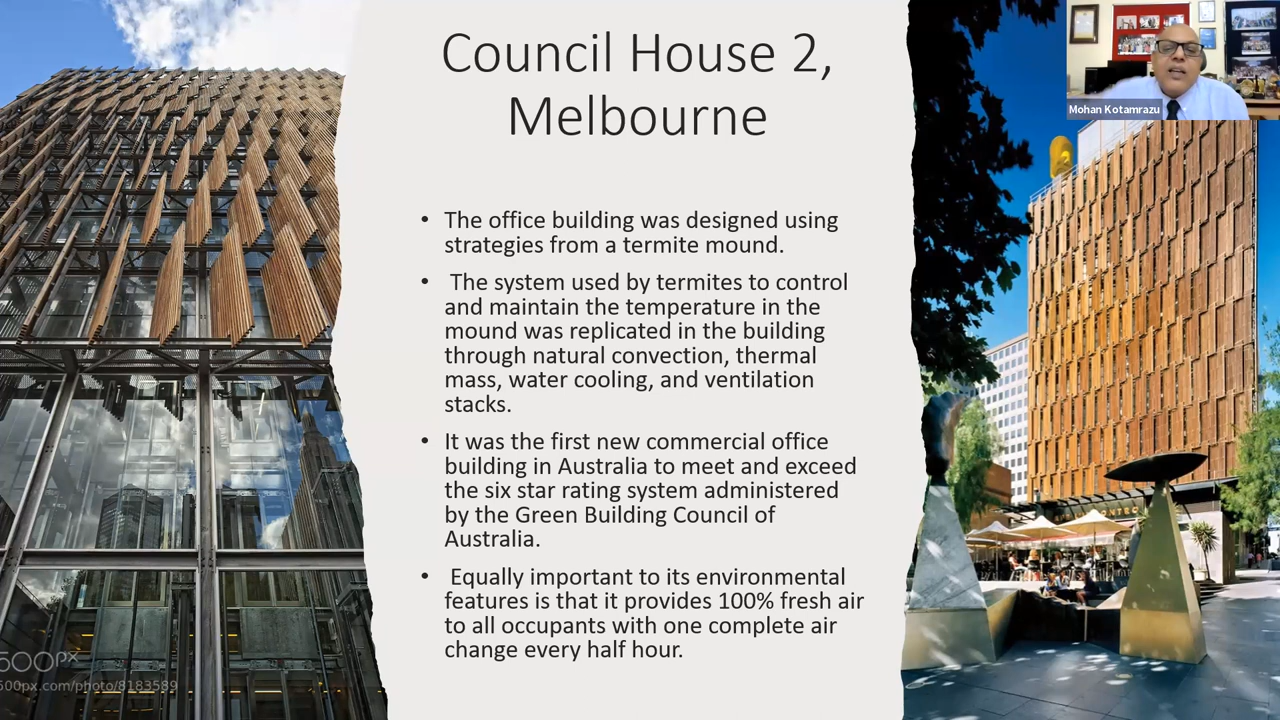 Council House 2,
Melbourne
• The office building was designed using
strategies from a termite mound.
• The system used by termites to control
and maintain the temperature in the
mound was replicated in the building
through natural convection, thermal
mass, water cooling, and ventilation
stacks.
• It was the first new commercial office
building in Australia to meet and exceed
the six star rating system administered
by the Green Building Council of
Australia.
• Equally important to its environmental
features is that it provides 100% fresh air
to all occupants with one complete air
change every half hour.
Mohan Kotamrazu
500px
500px.com/photo/8183589